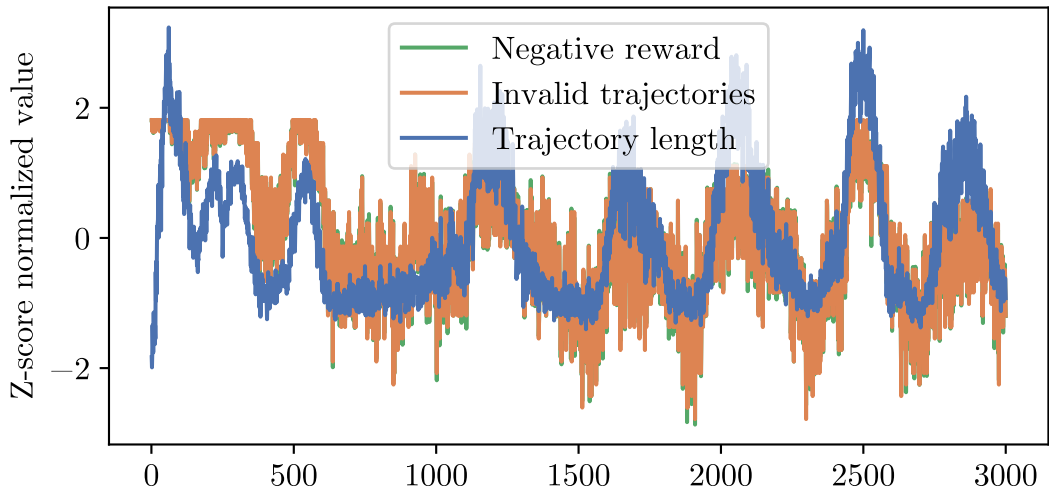 Z-score normalized value
Negative reward
Invalid trajectories
Trajectory length
2
0
−2
0 500 1000 1500 2000 2500 3000